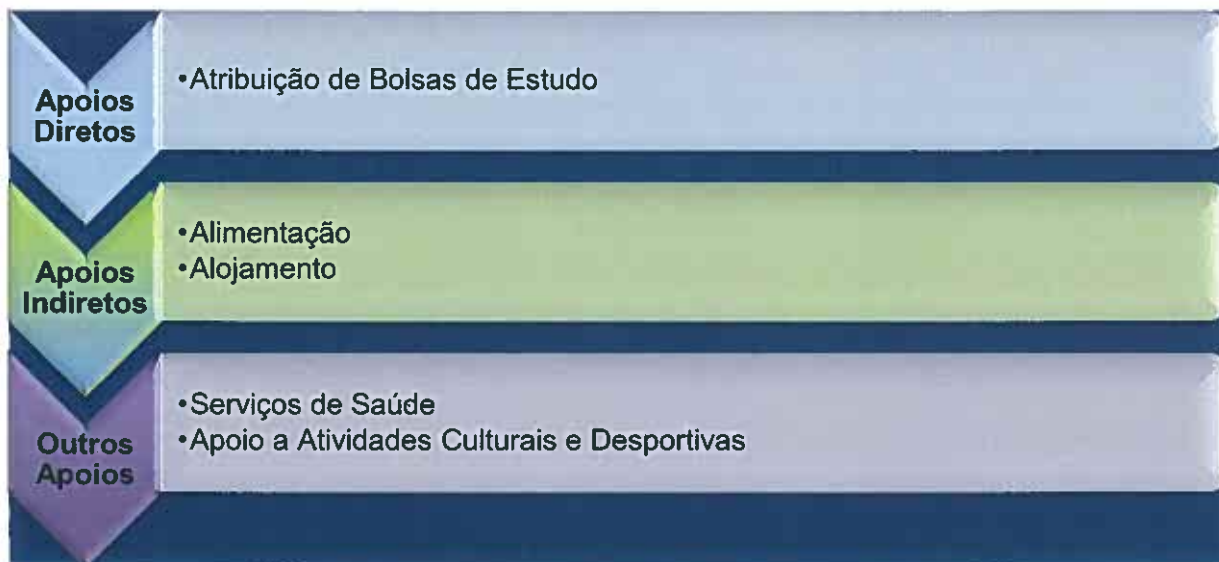 Apoios
Diretos
•Atribuição de Bolsas de Estudo
Apoios
Indiretos
•Alimentação
•Alojamento
Outros
Apoios
•Serviços de Saúde
•Apoio a Atividades Culturais e Desportivas